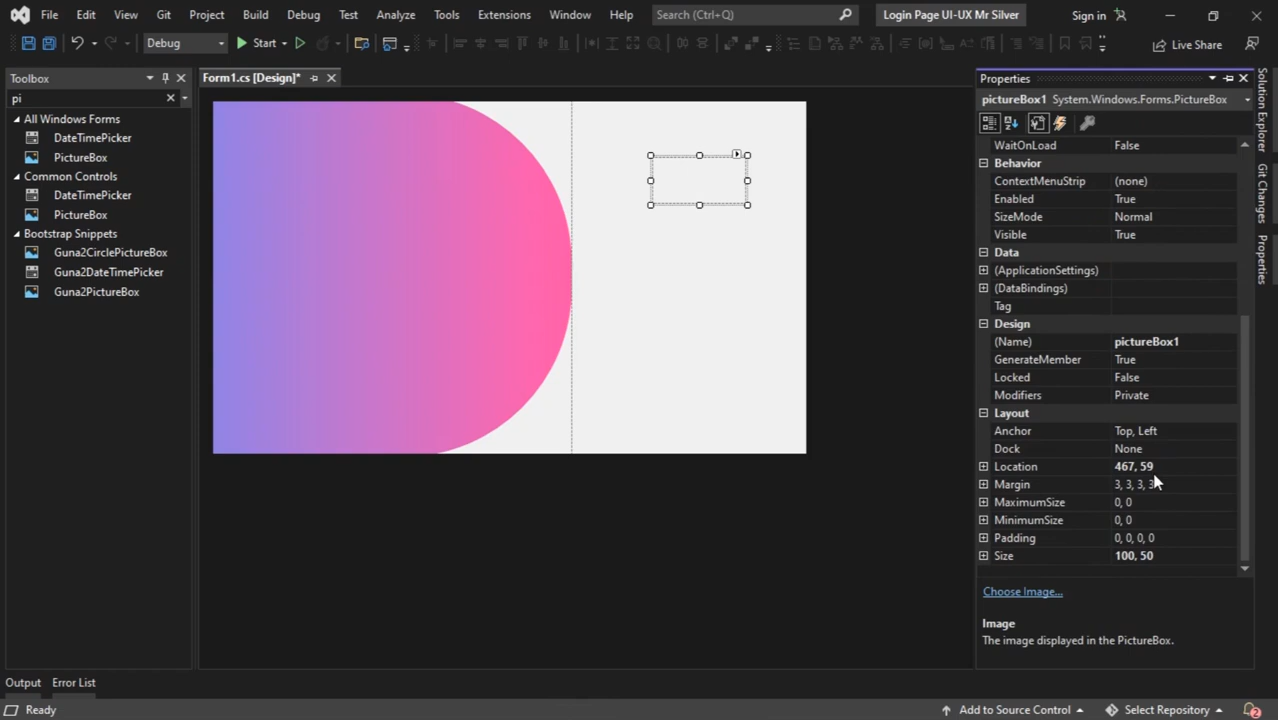 File Edit View Git Project Build Debug Test Analyze Tools Extensions Window Help Search (Ctrl+Q) Login Page UI-UX Mr Silver Sign in
Debug Start Live Share
Toolbox
pi
All Windows Forms
DateTimePicker
PictureBox
Common Controls
DateTimePicker
PictureBox
Bootstrap Snippets
Guna2CirclePictureBox
Guna2DateTimePicker
Guna2PictureBox
Form1.cs [Design]*
Properties
pictureBox1 System.Windows.Forms.PictureBox
WaitOnLoad False
Behavior
ContextMenuStrip (none)
Enabled True
SizeMode Normal
Visible True
Data
(ApplicationSettings)
(DataBindings)
Tag
Design
(Name) pictureBox1
GenerateMember True
Locked False
Modifiers Private
Layout
Anchor Top, Left
Dock None
Location 467, 59
Margin 3, 3, 3, 3
MaximumSize 0, 0
MinimumSize 0, 0
Padding 0, 0, 0, 0
Size 100, 50
Choose Image...
Image
The image displayed in the PictureBox.
Solution Explorer
Git Changes
Properties
Output Error List
Ready Add to Source Control Select Repository 2